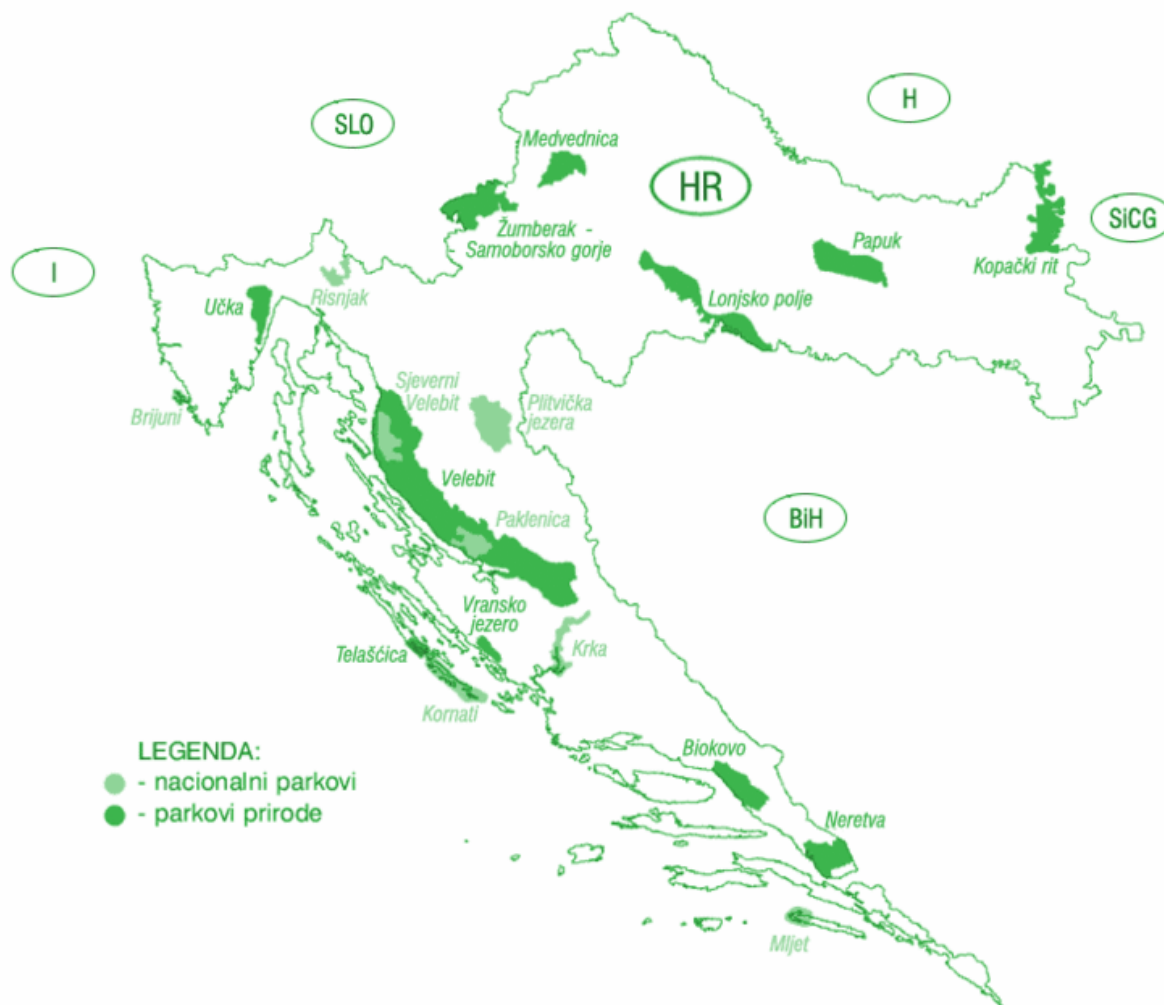 H
SLO
Medvednica
HR
SiCG
Žumberak -
Samoborsko gorje
Papuk
Kopački rit
I
Risnjak
Učka
Lonjsko polje
Sjeverni
Velebit
Plitvička
jezera
Brijuni
Velebit
Paklenica
BiH
Vransko
jezero
Telašćica
Krka
Kornati
LEGENDA:
- nacionalni parkovi
- parkovi prirode
Biokovo
Neretva
Mljet